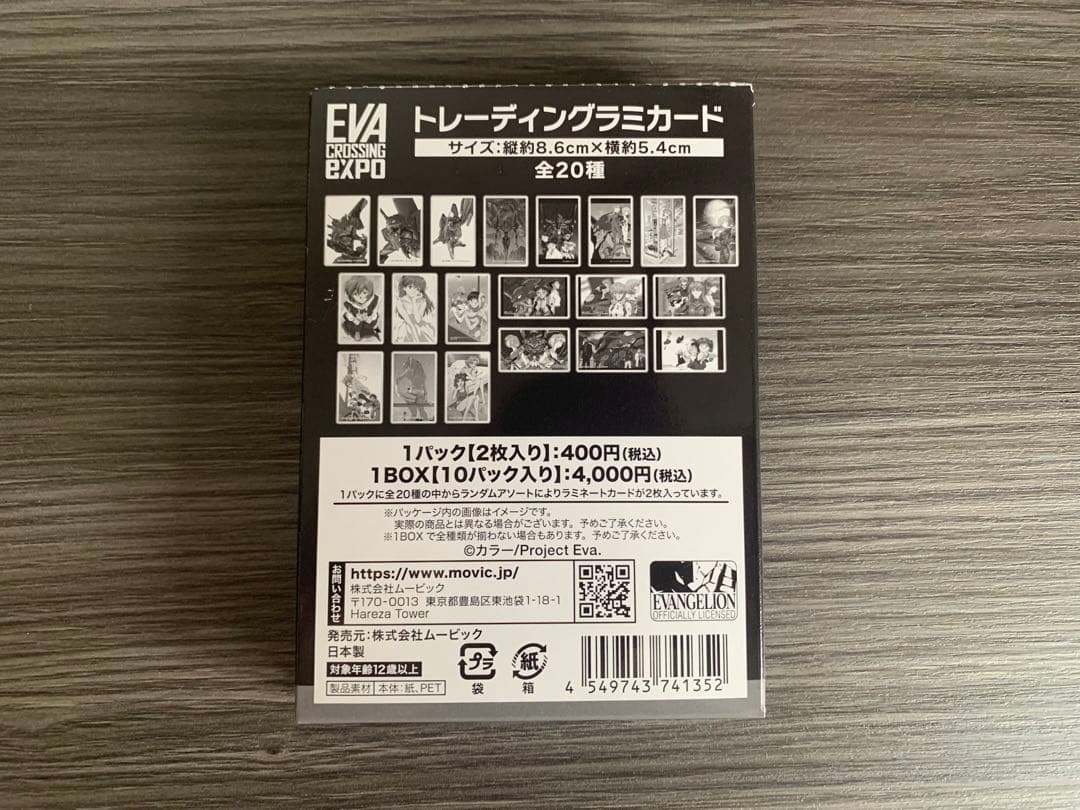 EVA
CROSSING
eXPO
トレーディングラミカード
サイズ:縦約8.6cm×横約5.4cm
全20種
1パック【2枚入り】:400円(税込)
1BOX【10パック入り】:4,000円(税込)
1パックに全20種の中からランダムアソートによりラミネートカードが2枚入っています。
※パッケージ内の画像はイメージです。
実際の商品とは異なる場合がございます。予めご了承ください。
※1BOXで全種類が揃わない場合もあります。予めご了承ください。
©カラー/Project Eva.
お問い合わせ
https://www.movic.jp/
株式会社ムービック
〒170-0013 東京都豊島区東池袋1-18-1
Hareza Tower
EVANGELION
OFFICIALLY LICENSED
発売元:株式会社ムービック
日本製
対象年齢12歳以上
製品素材 本体:紙、PET
プラ
袋
紙
箱
4 549743 741352